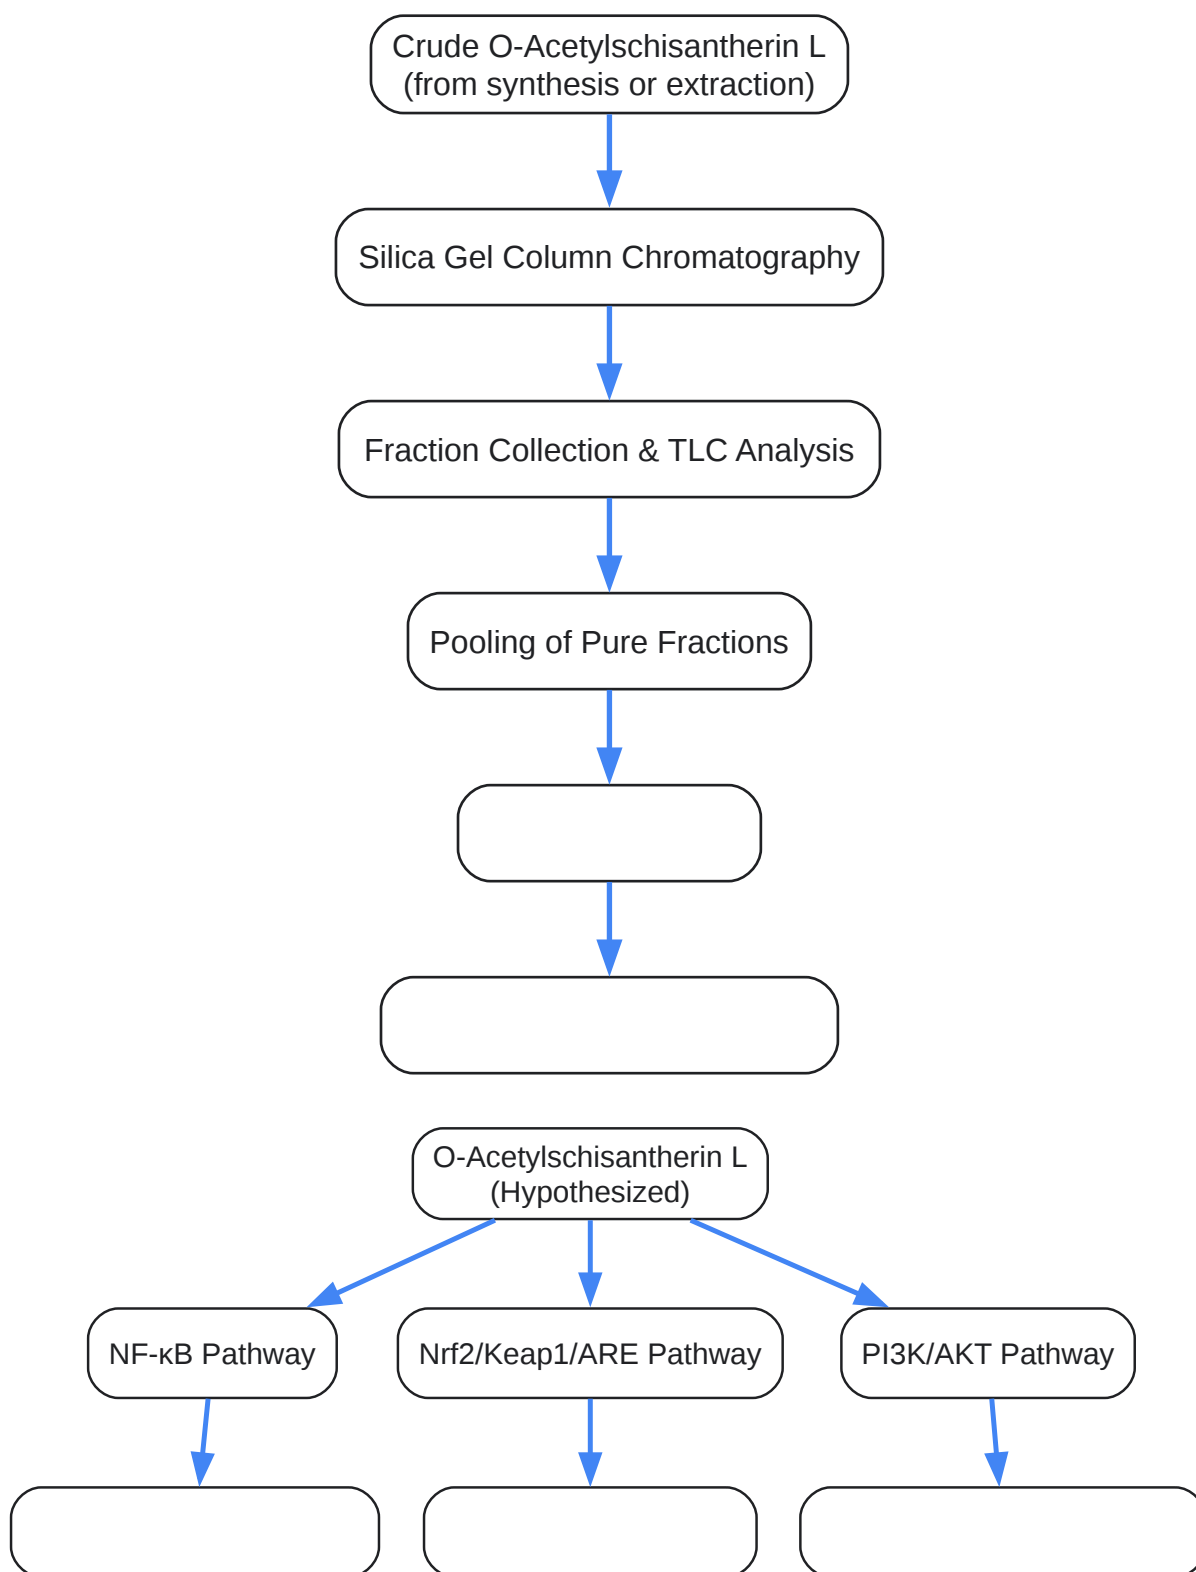 Crude O-Acetylschisantherin L
(from synthesis or extraction)
Silica Gel Column Chromatography
Fraction Collection & TLC Analysis
Pooling of Pure Fractions
O-Acetylschisantherin L
(Hypothesized)
NF-κB Pathway
Nrf2/Keap1/ARE Pathway
PI3K/AKT Pathway